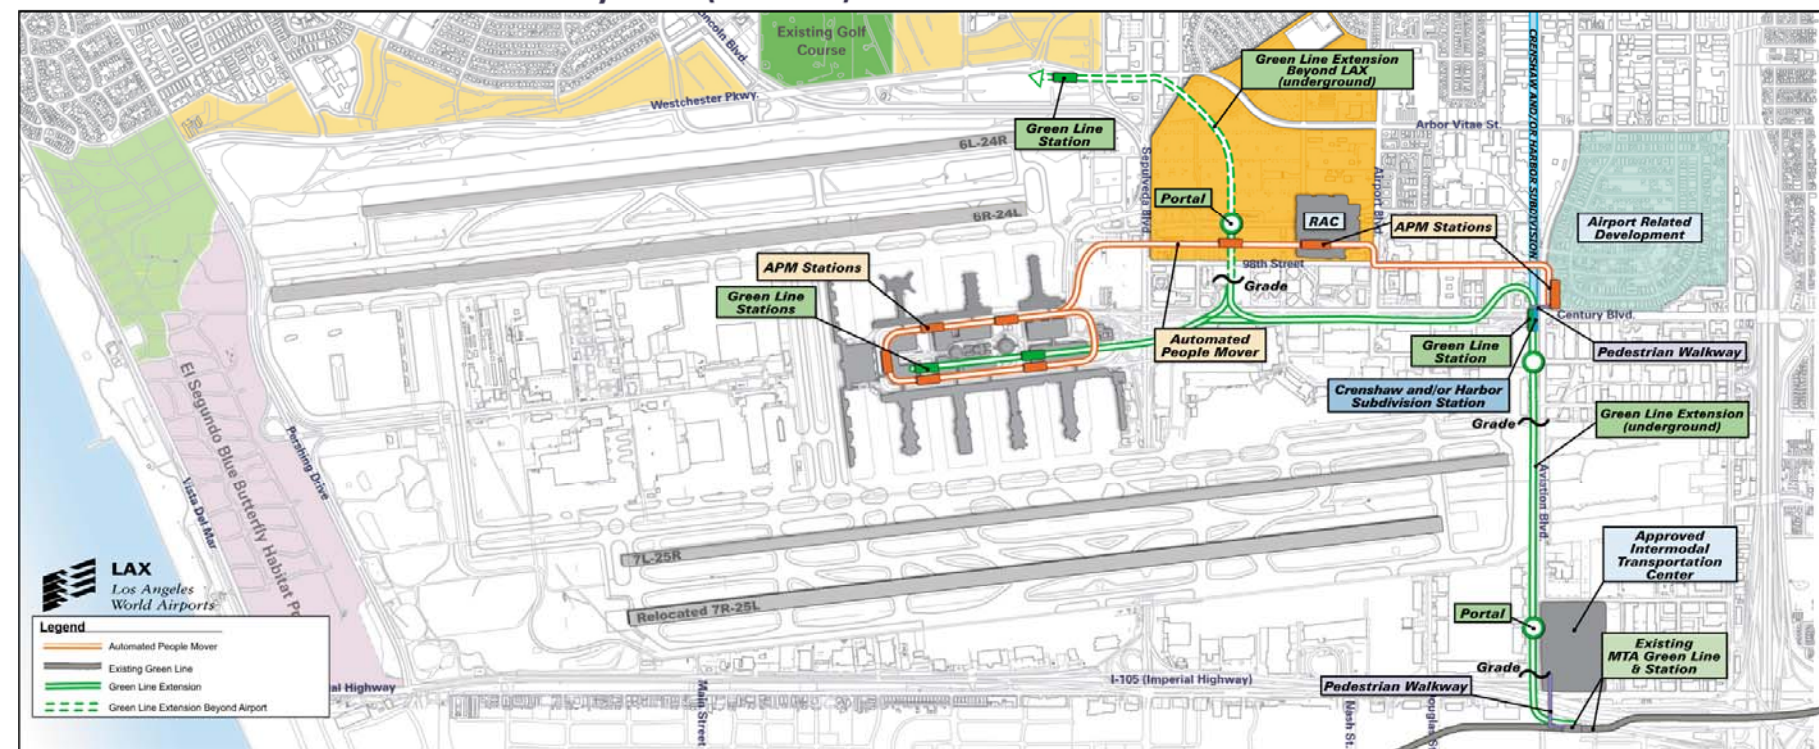 Existing Golf
Course
Lincoln Blvd.
Westchester Pkwy.
Green Line Extension
Beyond LAX
(underground)
CRENSHAW AND/OR HARBOR SUBDIVISION
Green Line
Station
Arbor Vitae St.
6L-24R
Sepulveda Blvd.
Airport Blvd.
Portal
RAC
APM Stations
Airport Related
Development
6R-24L
98th Street
APM Stations
Grade
Green Line
Stations
Century Blvd.
Automated
People Mover
Green Line
Station
Pedestrian Walkway
Crenshaw and/or Harbor
Subdivision Station
Green Line Extension
(underground)
Grade
El Segundo Blue Butterfly Habitat
Pershing Drive
Vista Del Mar
Aviation Blvd.
7L-25R
Relocated 7R-25L
Approved
Intermodal
Transportation
Center
Portal
Existing
MTA Green Line
& Station
Grade
Pedestrian Walkway
I-105 (Imperial Highway)
Main Street
Nash St.
LAX
Los Angeles
World Airports
Legend
Automated People Mover
Existing Green Line
Green Line Extension
Green Line Extension Beyond Airport
al Highway